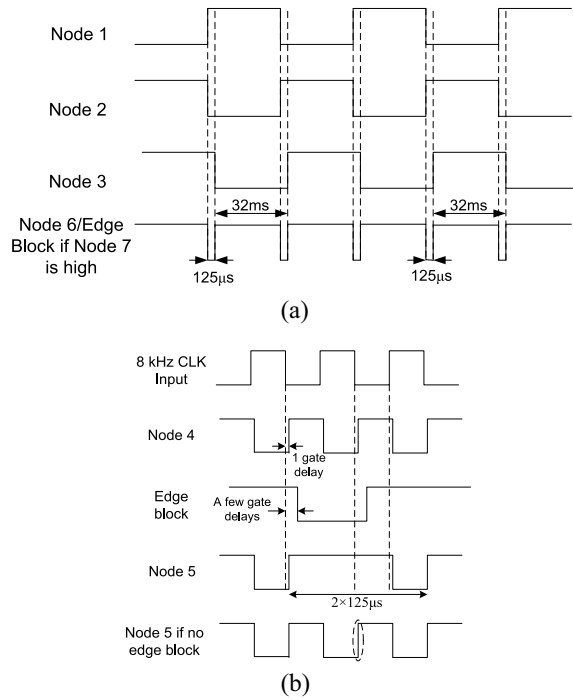 Node 1
Node 2
Node 3
32ms
32ms
Node 6/Edge
Block if Node 7
is high
125μs
125μs
(a)
8 kHz CLK
Input
Node 4
1 gate
delay
Edge
block
A few gate
delays
Node 5
2×125μs
Node 5 if no
edge block
(b)